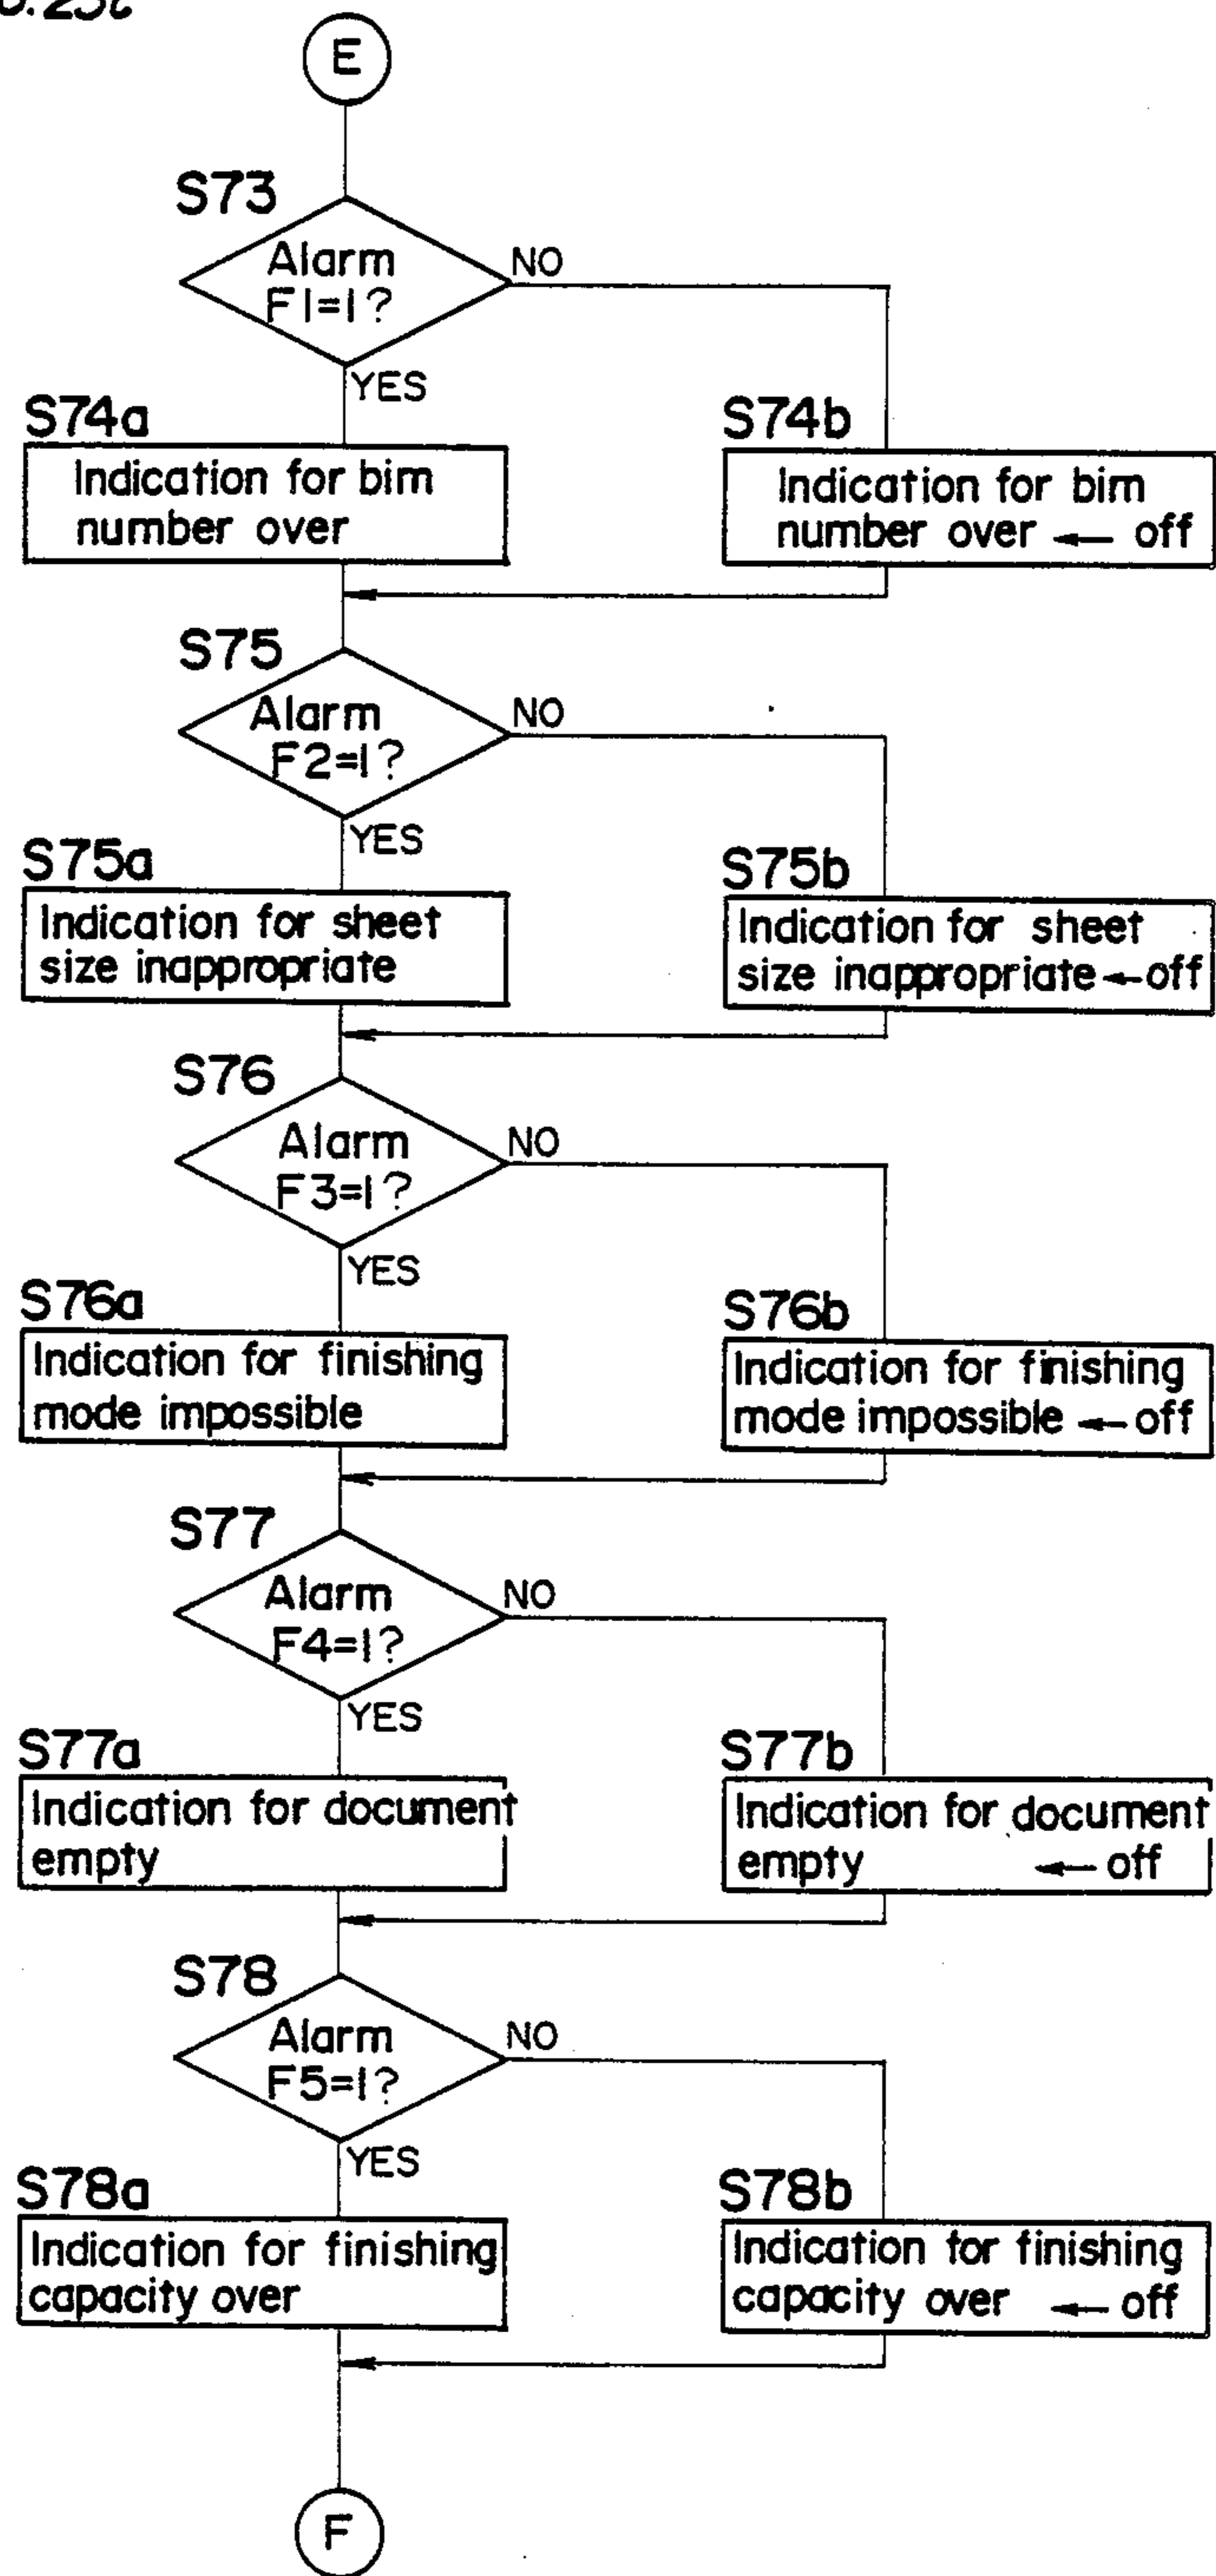 E
S73
Alarm
F1=1?
NO
YES
S74a
Indication for bim
number over
S74b
Indication for bim
number over ← off
S75
Alarm
F2=1?
NO
YES
S75a
Indication for sheet
size inappropriate
S75b
Indication for sheet
size inappropriate ← off
S76
Alarm
F3=1?
NO
YES
S76a
Indication for finishing
mode impossible
S76b
Indication for finishing
mode impossible ← off
S77
Alarm
F4=1?
NO
YES
S77a
Indication for document
empty
S77b
Indication for document
empty ← off
S78
Alarm
F5=1?
NO
YES
S78a
Indication for finishing
capacity over
S78b
Indication for finishing
capacity over ← off
F